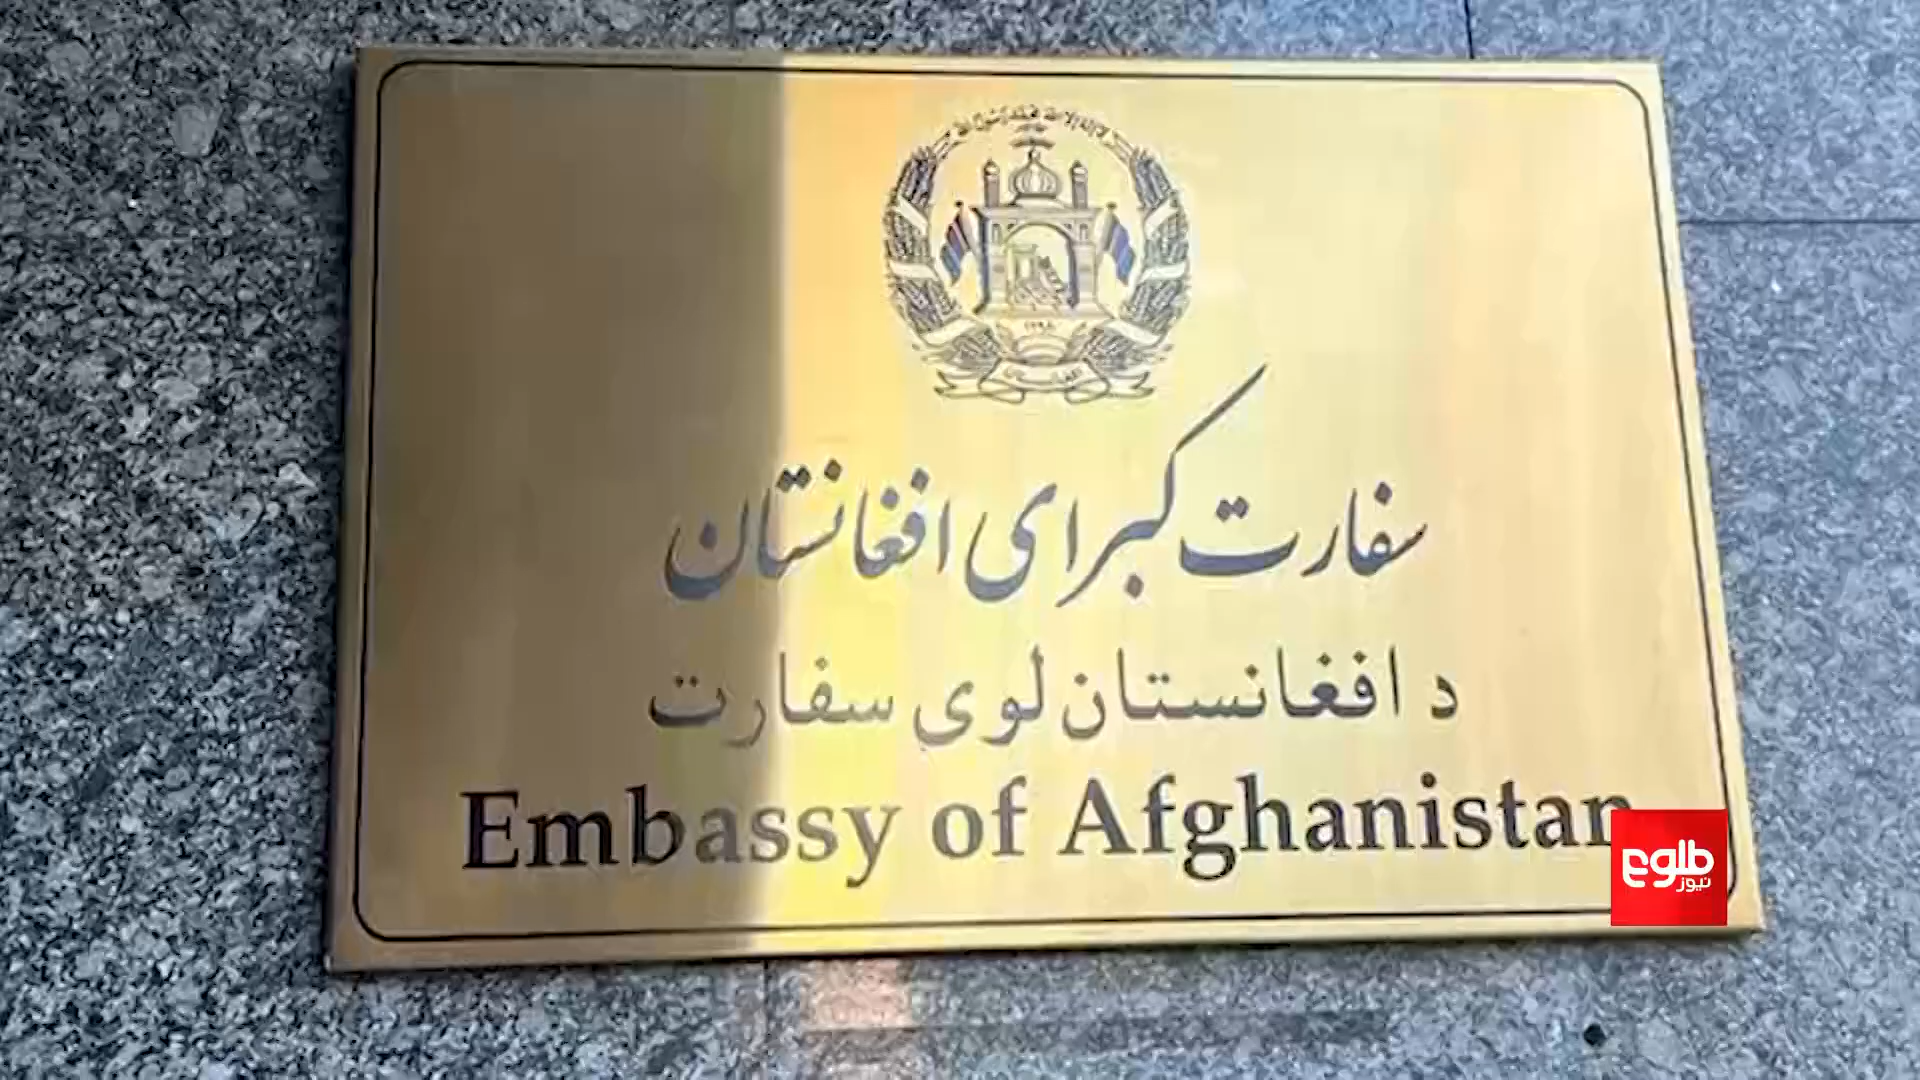 سفارت کبرای افغانستان
د افغانستان لوی سفارت
Embassy of Afghanistan
طلوع
نیوز